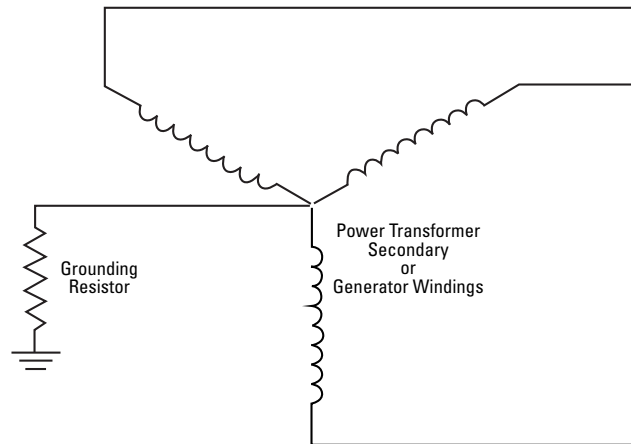 Power Transformer
Secondary
or
Generator Windings
Grounding
Resistor